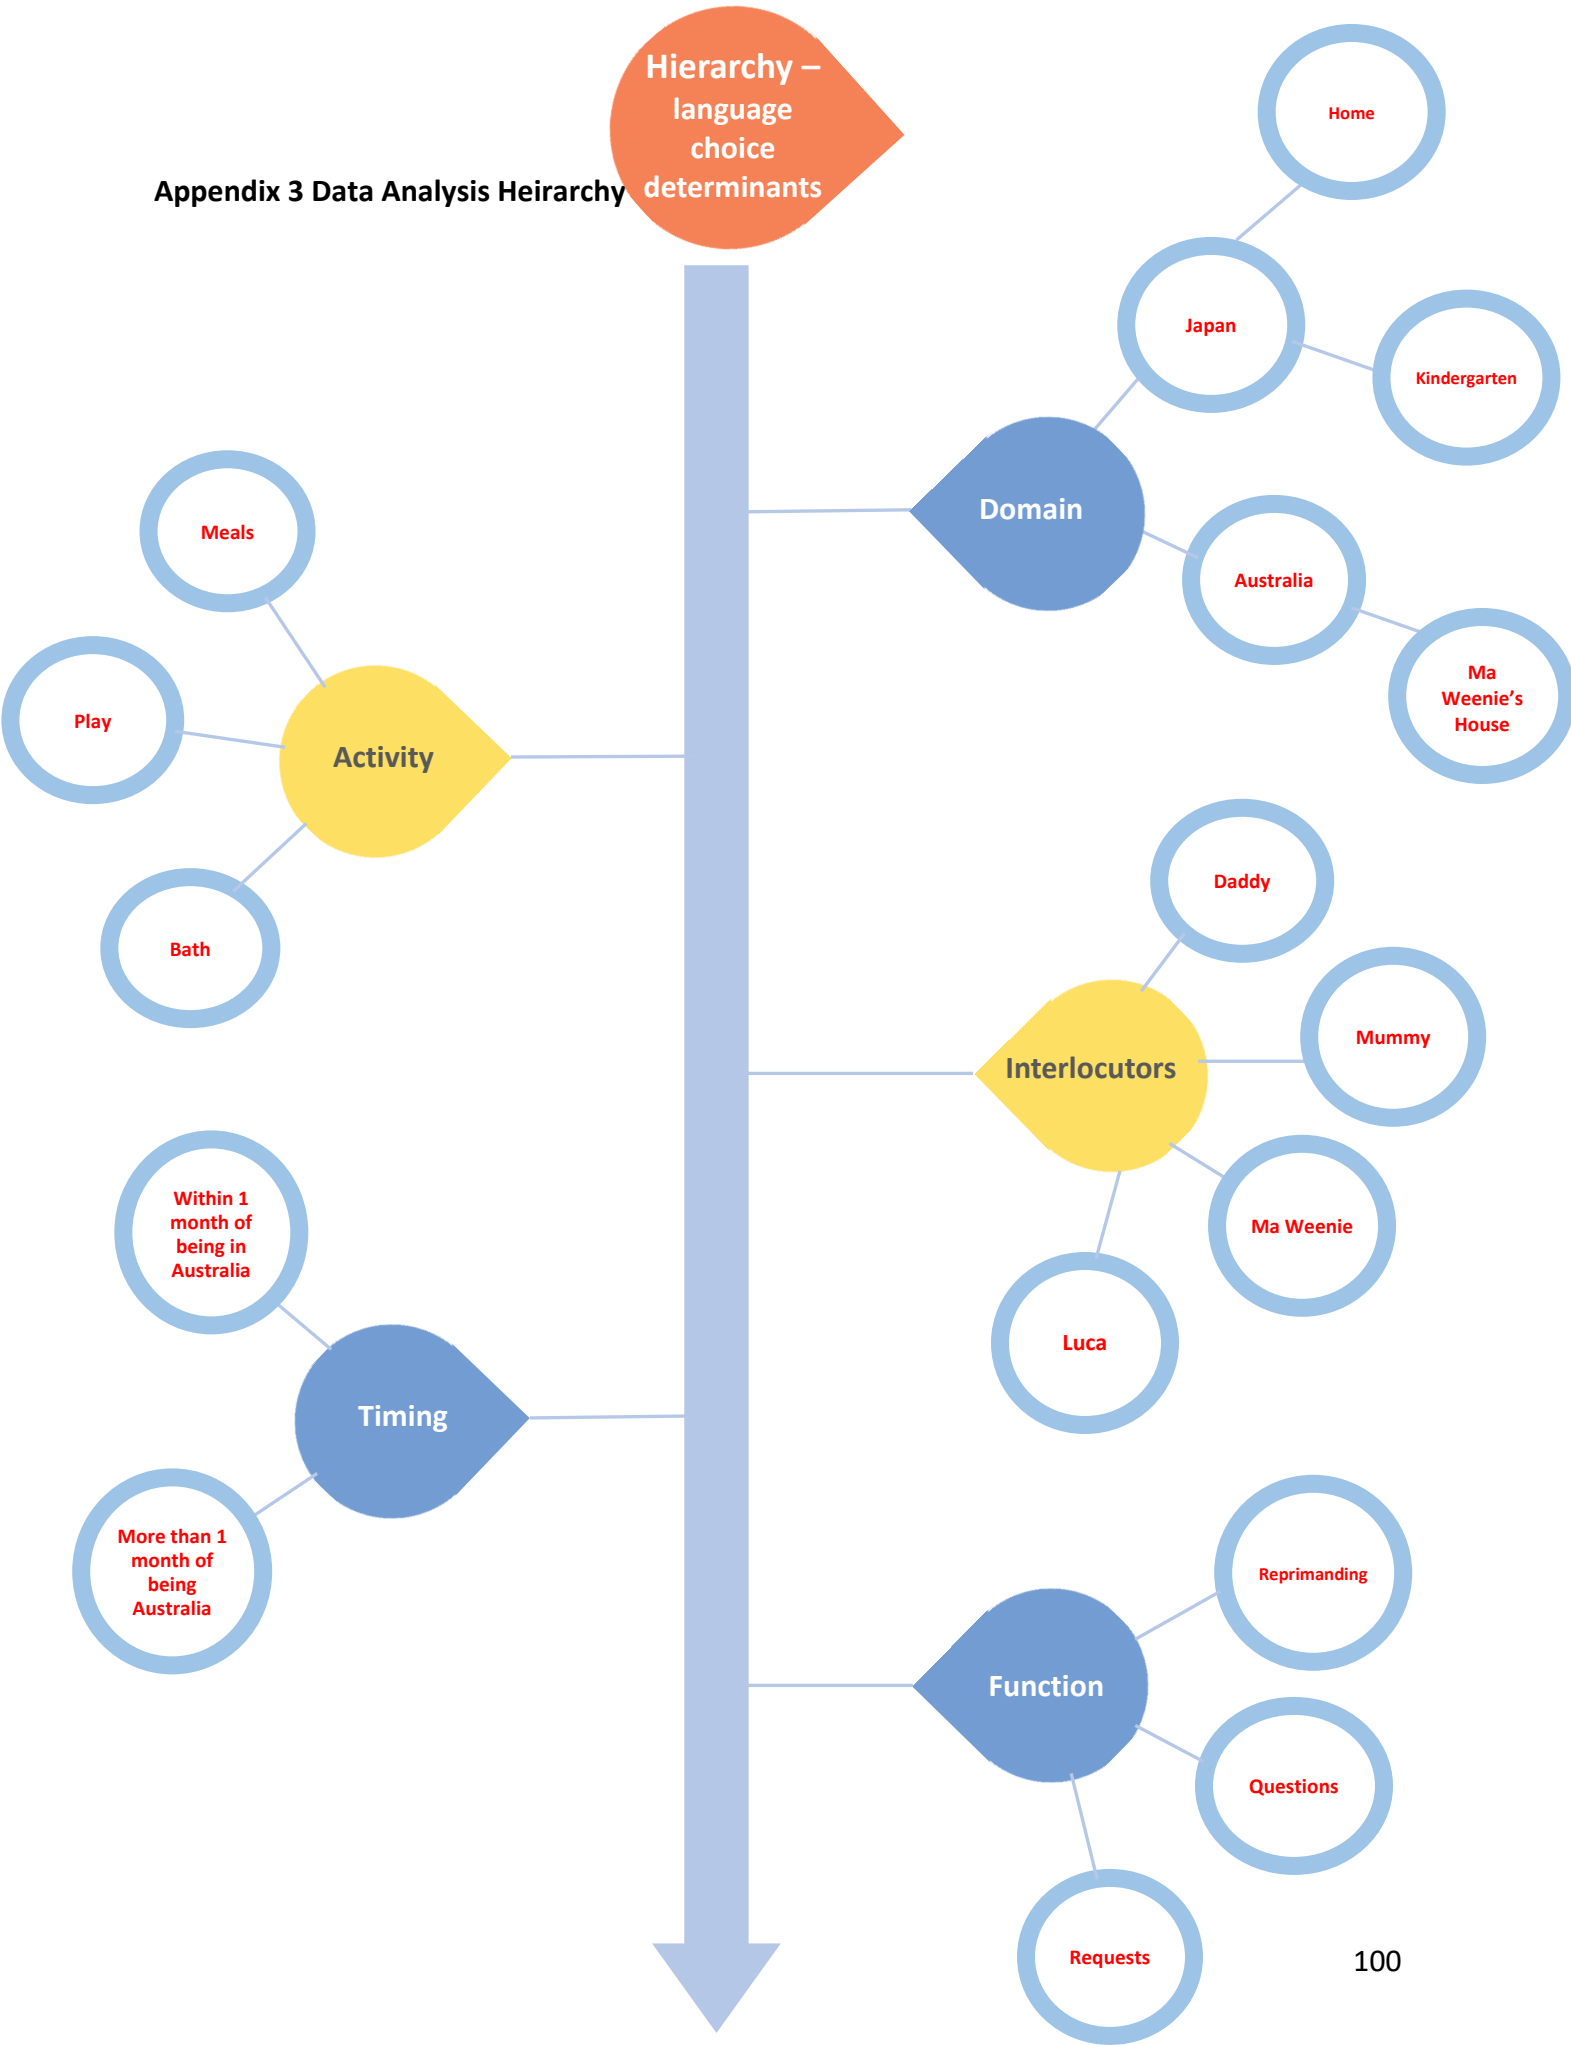 Hierarchy –
language
choice
determinants
Appendix 3 Data Analysis Heirarchy
Home
Japan
Kindergarten
Domain
Australia
Ma
Weenie’s
House
Meals
Play
Activity
Bath
Daddy
Mummy
Interlocutors
Ma Weenie
Luca
Within 1
month of
being in
Australia
Timing
More than 1
month of
being
Australia
Reprimanding
Function
Questions
Requests
100